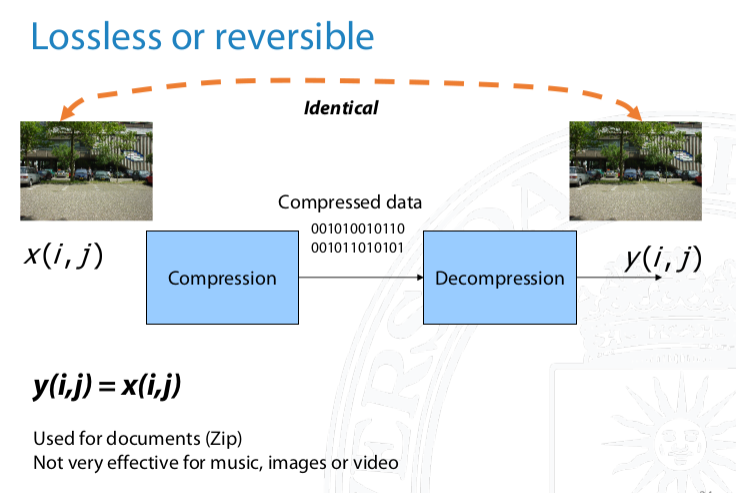 Lossless or reversible
Identical
Compressed data
001010010110
001011010101
x(i,j)
Compression
Decompression
y(i,j)
y(i,j) = x(i,j)
Used for documents (Zip)
Not very effective for music, images or video